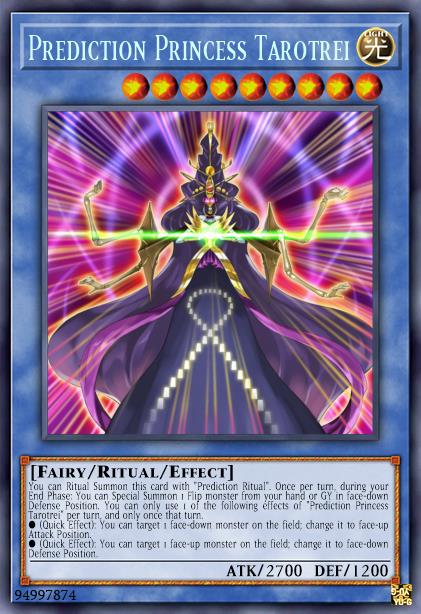 PREDICTION PRINCESS TAROTREI
LIGHT
光
[FAIRY/RITUAL/EFFECT]
You can Ritual Summon this card with "Prediction Ritual". Once per turn, during your
End Phase: You can Special Summon 1 Flip monster from your hand or GY in face-down
Defense Position. You can only use 1 of the following effects of "Prediction Princess
Tarotrei" per turn, and only once that turn.
● (Quick Effect): You can target 1 face-down monster on the field; change it to face-up
Attack Position.
● (Quick Effect): You can target 1 face-up monster on the field; change it to face-down
Defense Position.
ATK/2700 DEF/1200
94997874